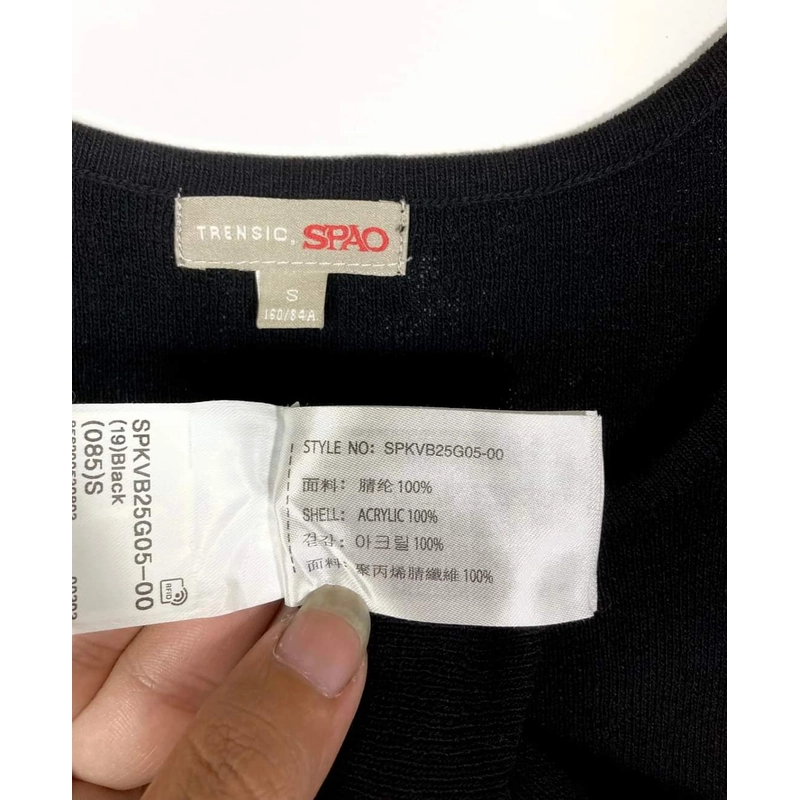 TRENSIC, SPAO
S
160/84A
STYLE NO: SPKVB25G05-00
面料: 腈纶 100%
SHELL: ACRYLIC 100%
겉감: 아크릴 100%
面料: 聚丙烯腈纖維 100%
SPKVB25G05-00
(19)Black
(085)S
RFID